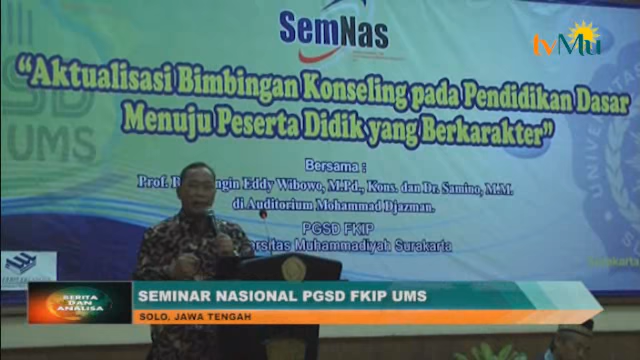 SemNas
tvMu
"Aktualisasi Bimbingan Konseling pada Pendidikan Dasar
Menuju Peserta Didik yang Berkarakter"
UMS
Bersama :
Prof. Eddy Wibowo, M.Pd., Kons. dan Dr. Samino, M.M.
di Auditorium Mohammad Djazman.
PGSD FKIP
Muhammadiyah Surakarta
BERITA
DAN
ANALISA
SEMINAR NASIONAL PGSD FKIP UMS
SOLO, JAWA TENGAH